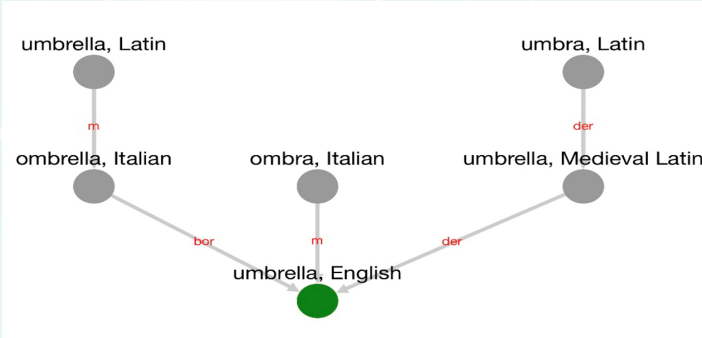 umbrella, Latin
umbra, Latin
m
der
ombrella, Italian
ombra, Italian
umbrella, Medieval Latin
bor
m
der
umbrella, English